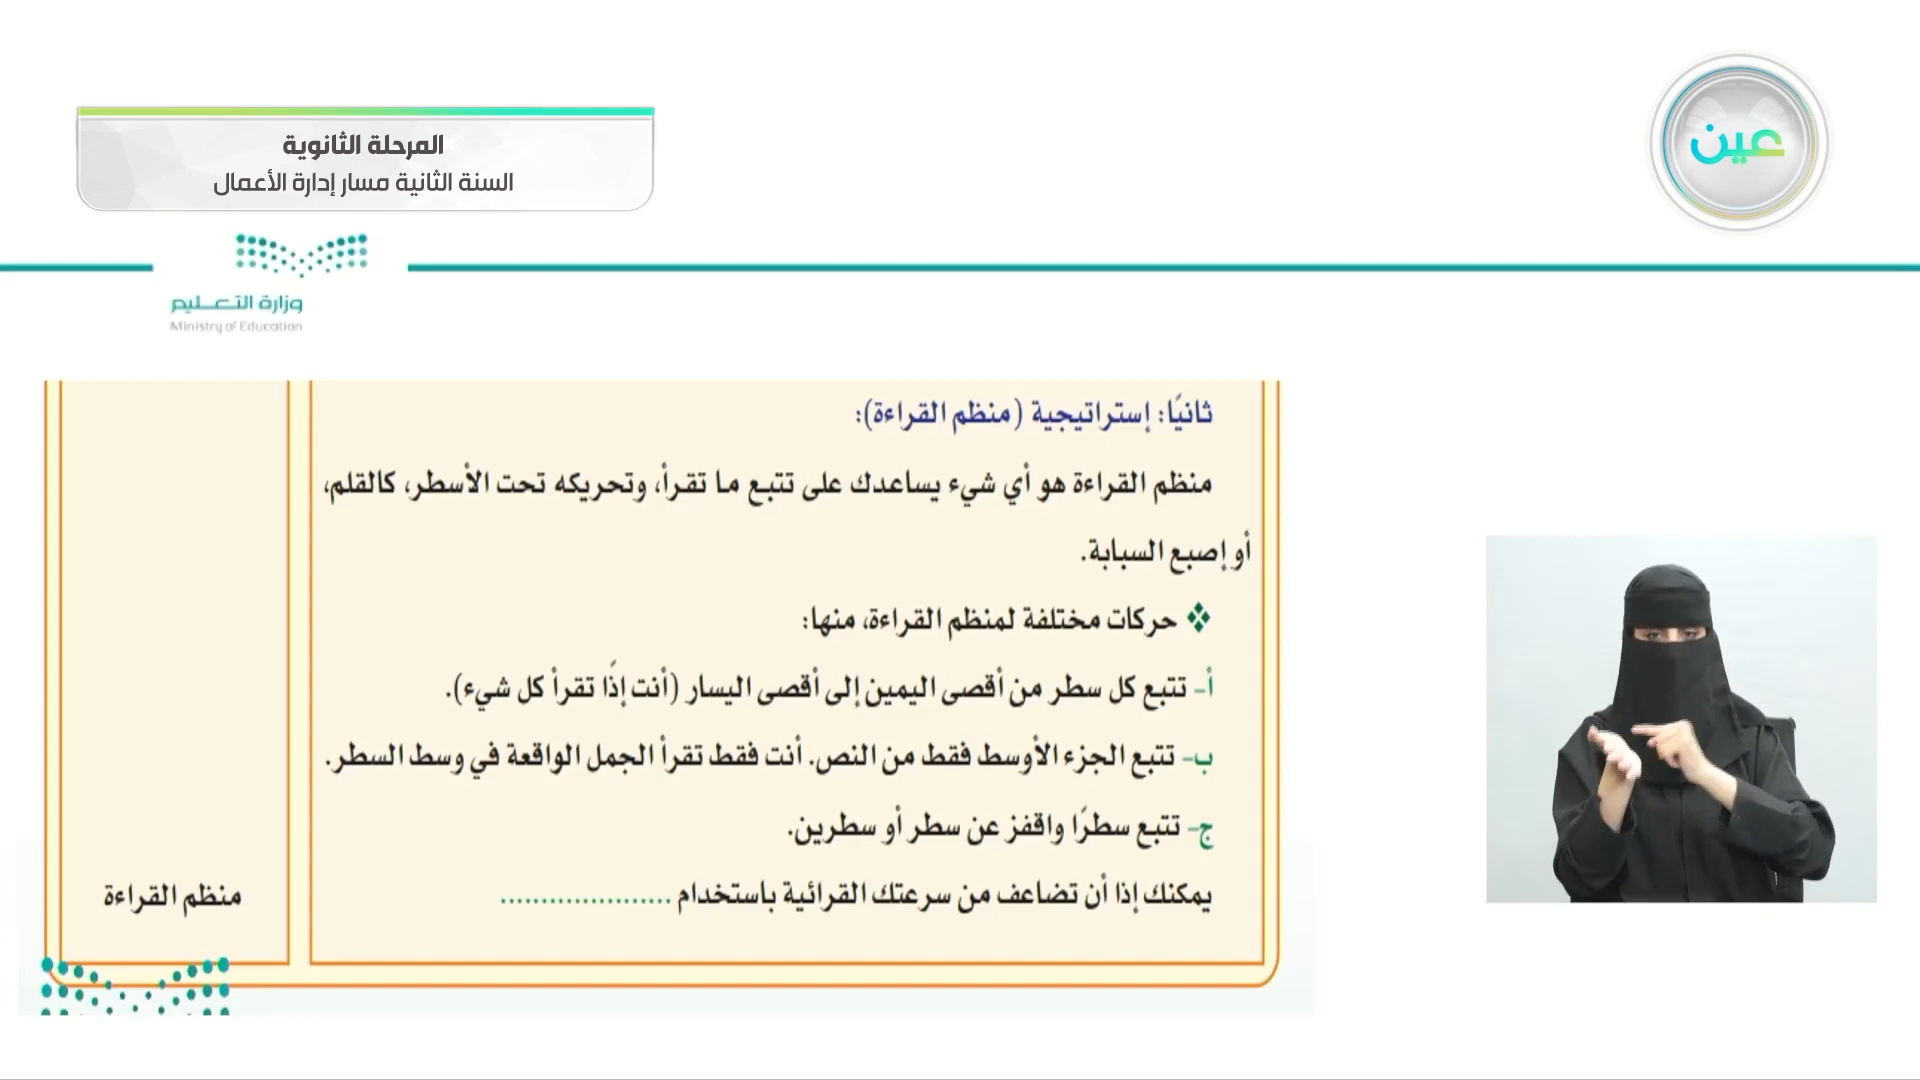 المرحلة الثانوية
السنة الثانية مسار إدارة الأعمال
عين
وزارة التعليم
Ministry of Education
ثانيًا: إستراتيجية (منظم القراءة):
منظم القراءة هو أي شيء يساعدك على تتبع ما تقرأ، وتحريكه تحت الأسطر، كالقلم،
أو إصبع السبابة.
❖ حركات مختلفة لمنظم القراءة، منها:
أ- تتبع كل سطر من أقصى اليمين إلى أقصى اليسار (أنت إذًا تقرأ كل شيء).
ب- تتبع الجزء الأوسط فقط من النص. أنت فقط تقرأ الجمل الواقعة في وسط السطر.
ج- تتبع سطرًا واقفز عن سطر أو سطرين.
يمكنك إذا أن تضاعف من سرعتك القرائية باستخدام .....................
منظم القراءة